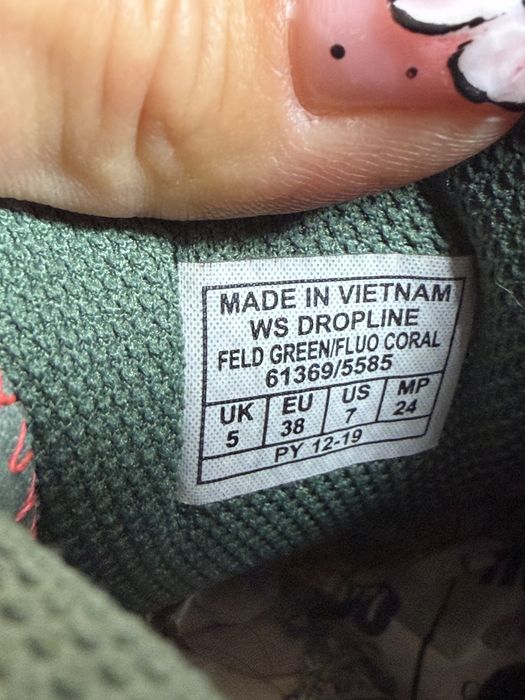 MADE IN VIETNAM
WS DROPLINE
FELD GREEN/FLUO CORAL
61369/5585
UK EU US MP
5 38 7 24
PY 12-19